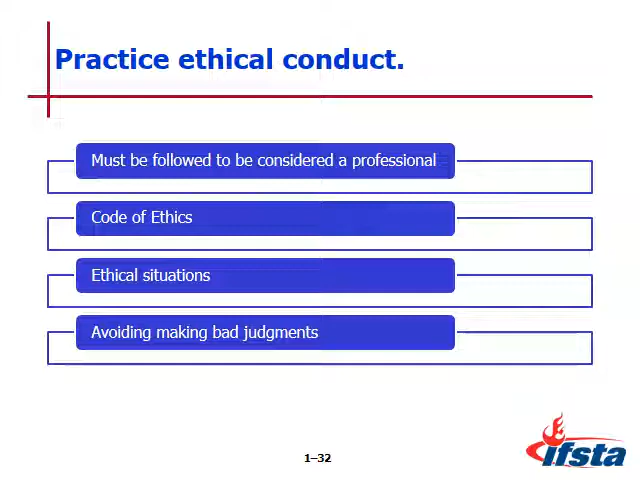 Practice ethical conduct.
Must be followed to be considered a professional
Code of Ethics
Ethical situations
Avoiding making bad judgments
1–32
ifsta